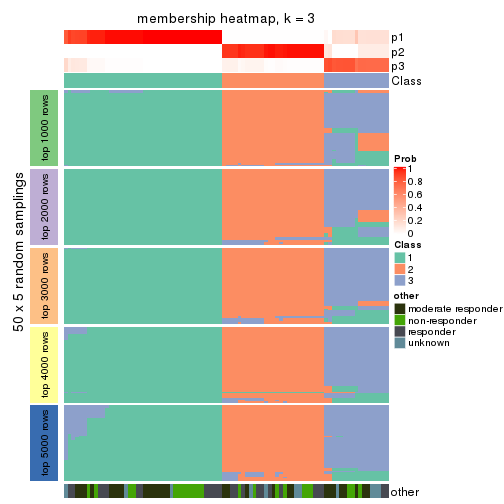 membership heatmap, k = 3
p1
p2
p3
Class
50 x 5 random samplings
top 1000 rows
top 2000 rows
top 3000 rows
top 4000 rows
top 5000 rows
other
Prob
1
0.8
0.6
0.4
0.2
0
Class
1
2
3
other
moderate responder
non-responder
responder
unknown